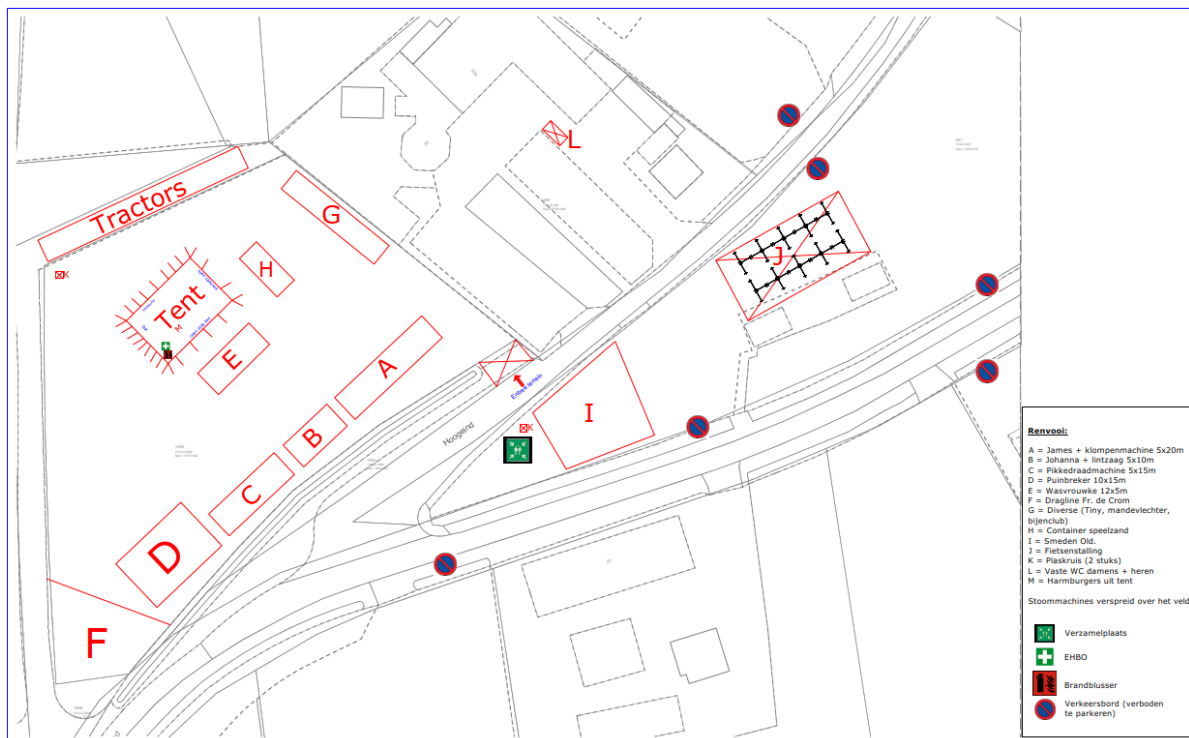 L
Tractors
G
J
K
H
Tent
M
E
A
Entree terrein
I
K
Hoogeind
B
C
D
F
Renvooi:
A = James + klompenmachine 5x20m
B = Johanna + lintzaag 5x10m
C = Pikkedraadmachine 5x15m
D = Puinbreker 10x15m
E = Wasvrouwke 12x5m
F = Dragline Fr. de Crom
G = Diverse (Tiny, mandevlechter,
bijenclub)
H = Container speelzand
I = Smeden Old.
J = Fietsenstalling
K = Plaskruis (2 stuks)
L = Vaste WC damens + heren
M = Harmburgers uit tent
Stoommachines verspreid over het veld
Verzamelplaats
EHBO
Brandblusser
Verkeersbord (verboden
te parkeren)